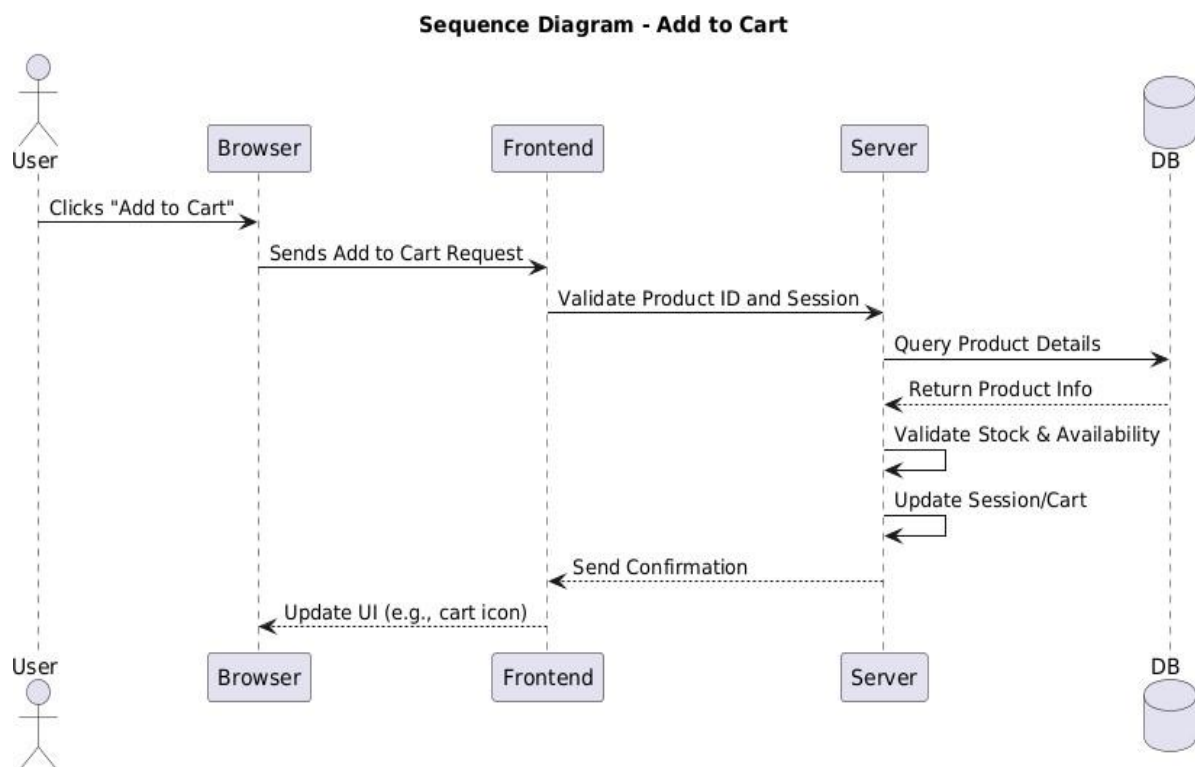 Sequence Diagram - Add to Cart
User
Browser
Frontend
Server
DB
Clicks "Add to Cart"
Sends Add to Cart Request
Validate Product ID and Session
Query Product Details
Return Product Info
Validate Stock & Availability
Update Session/Cart
Send Confirmation
Update UI (e.g., cart icon)
User
Browser
Frontend
Server
DB